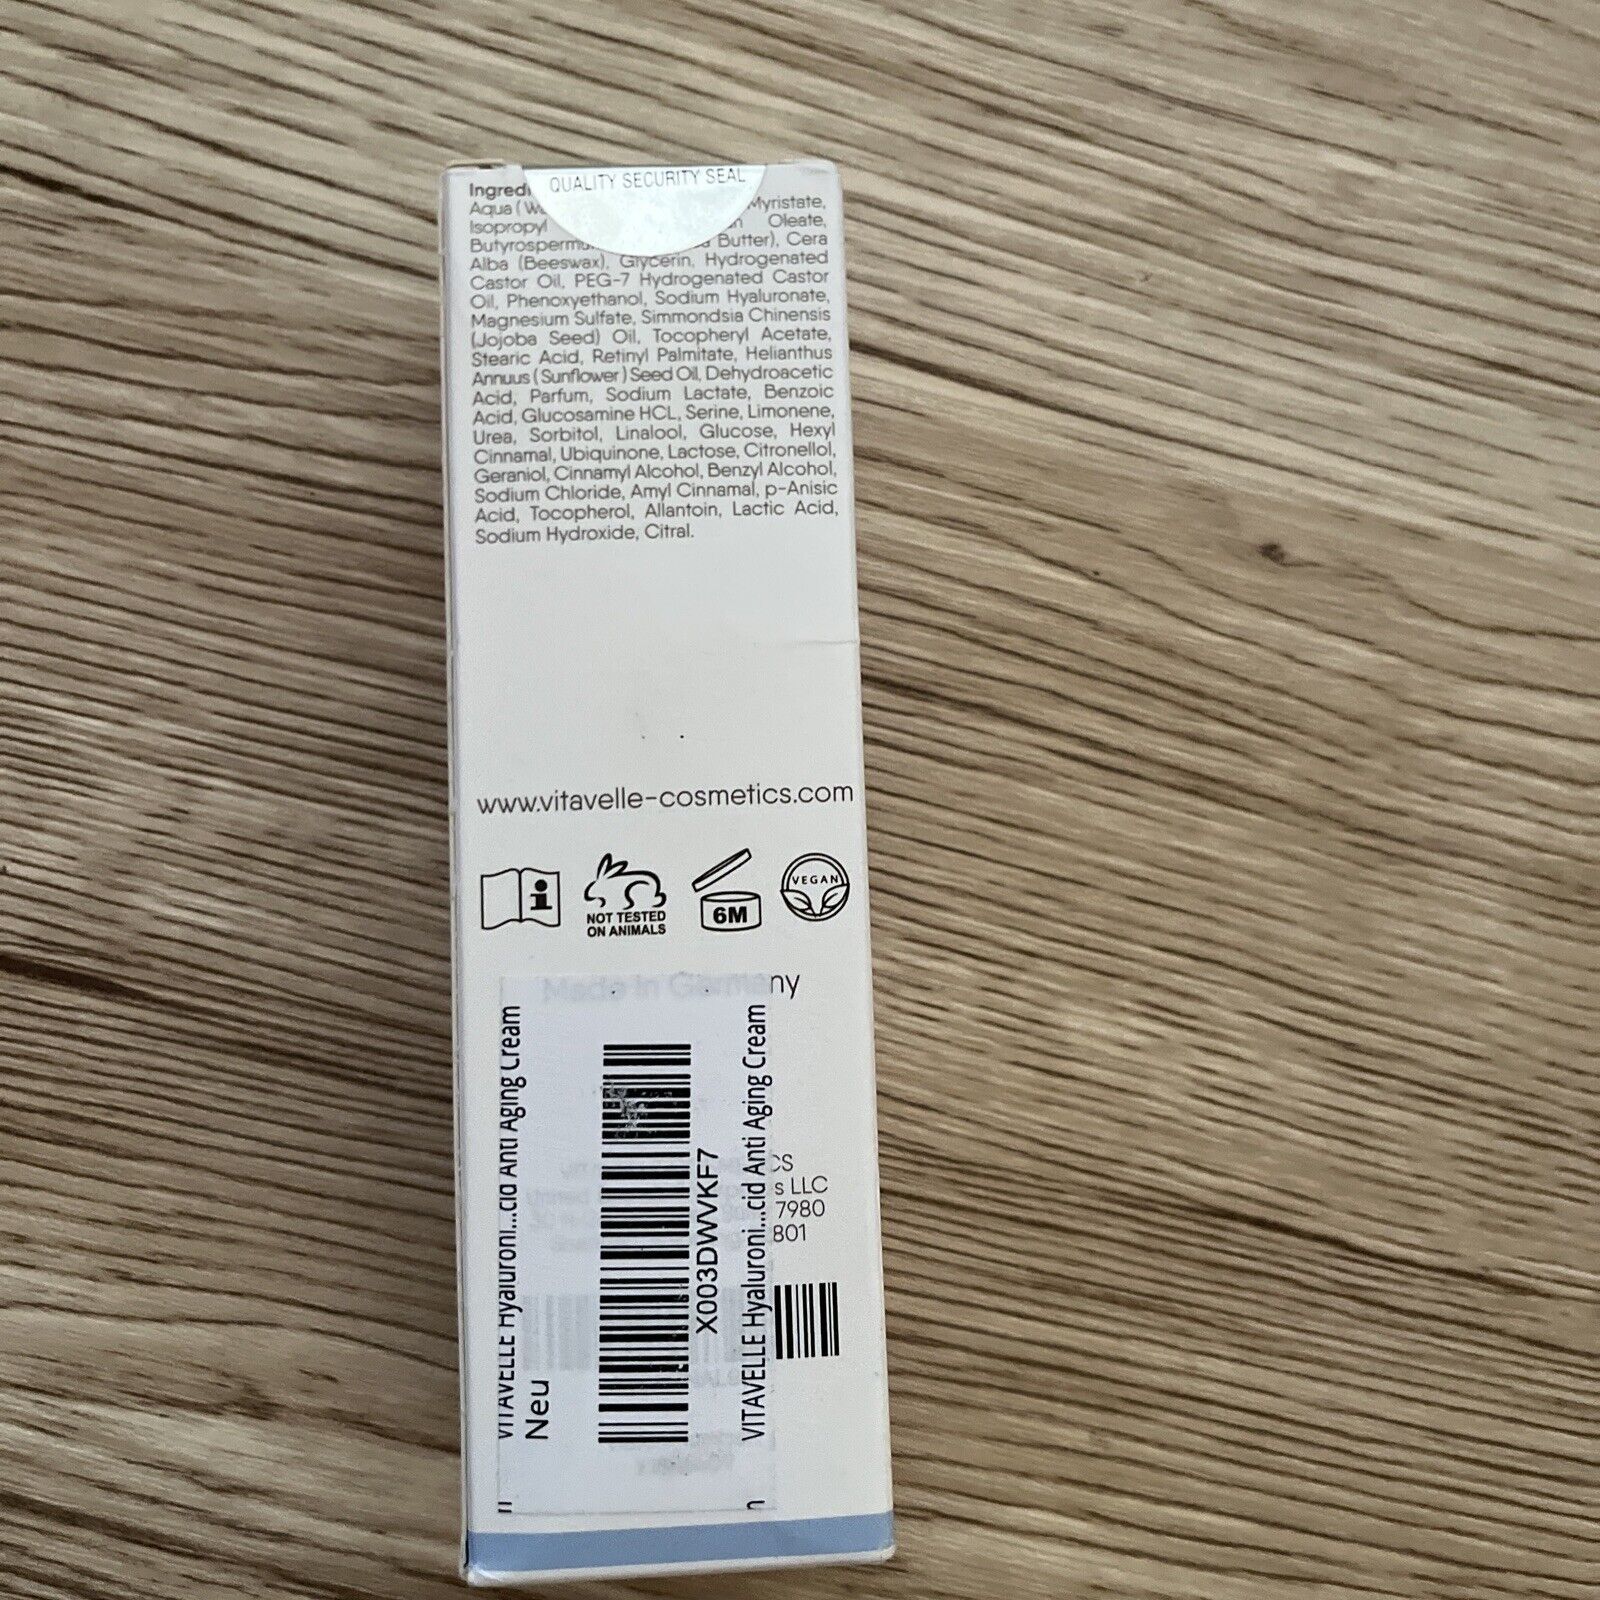 QUALITY SECURITY SEAL
Myristate,
Isopropyl Oleate,
Butter), Cera
Alba (Beeswax), Glycerin, Hydrogenated
Castor Oil, PEG-7 Hydrogenated Castor
Oil, Phenoxyethanol, Sodium Hyaluronate,
Magnesium Sulfate, Simmondsia Chinensis
(Jojoba Seed) Oil, Tocopheryl Acetate,
Stearic Acid, Retinyl Palmitate, Helianthus
Annuus (Sunflower) Seed Oil, Dehydroacetic
Acid, Parfum, Sodium Lactate, Benzoic
Acid, Glucosamine HCL, Serine, Limonene,
Urea, Sorbitol, Linalool, Glucose, Hexyl
Cinnamal, Ubiquinone, Lactose, Citronellol,
Geraniol, Cinnamyl Alcohol, Benzyl Alcohol,
Sodium Chloride, Amyl Cinnamal, p-Anisic
Acid, Tocopherol, Allantoin, Lactic Acid,
Sodium Hydroxide, Citral.
www.vitavelle-cosmetics.com
NOT TESTED
ON ANIMALS
6M
VEGAN
Made in Germany
VITAVELLE Hyaluroni...cid Anti Aging Cream
Neu
X003DWVKF7
VITAVELLE Hyaluroni...cid Anti Aging Cream
LLC
7980
801